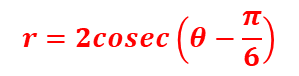 r = 2cosec(θ − π/6)